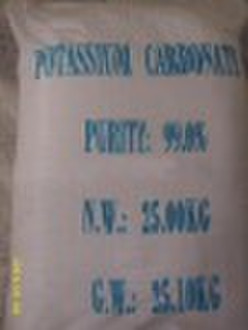 POTASSIUM CARBONATE
PURITY: 99.0%
N.W.: 25.00KG
G.W.: 25.10KG